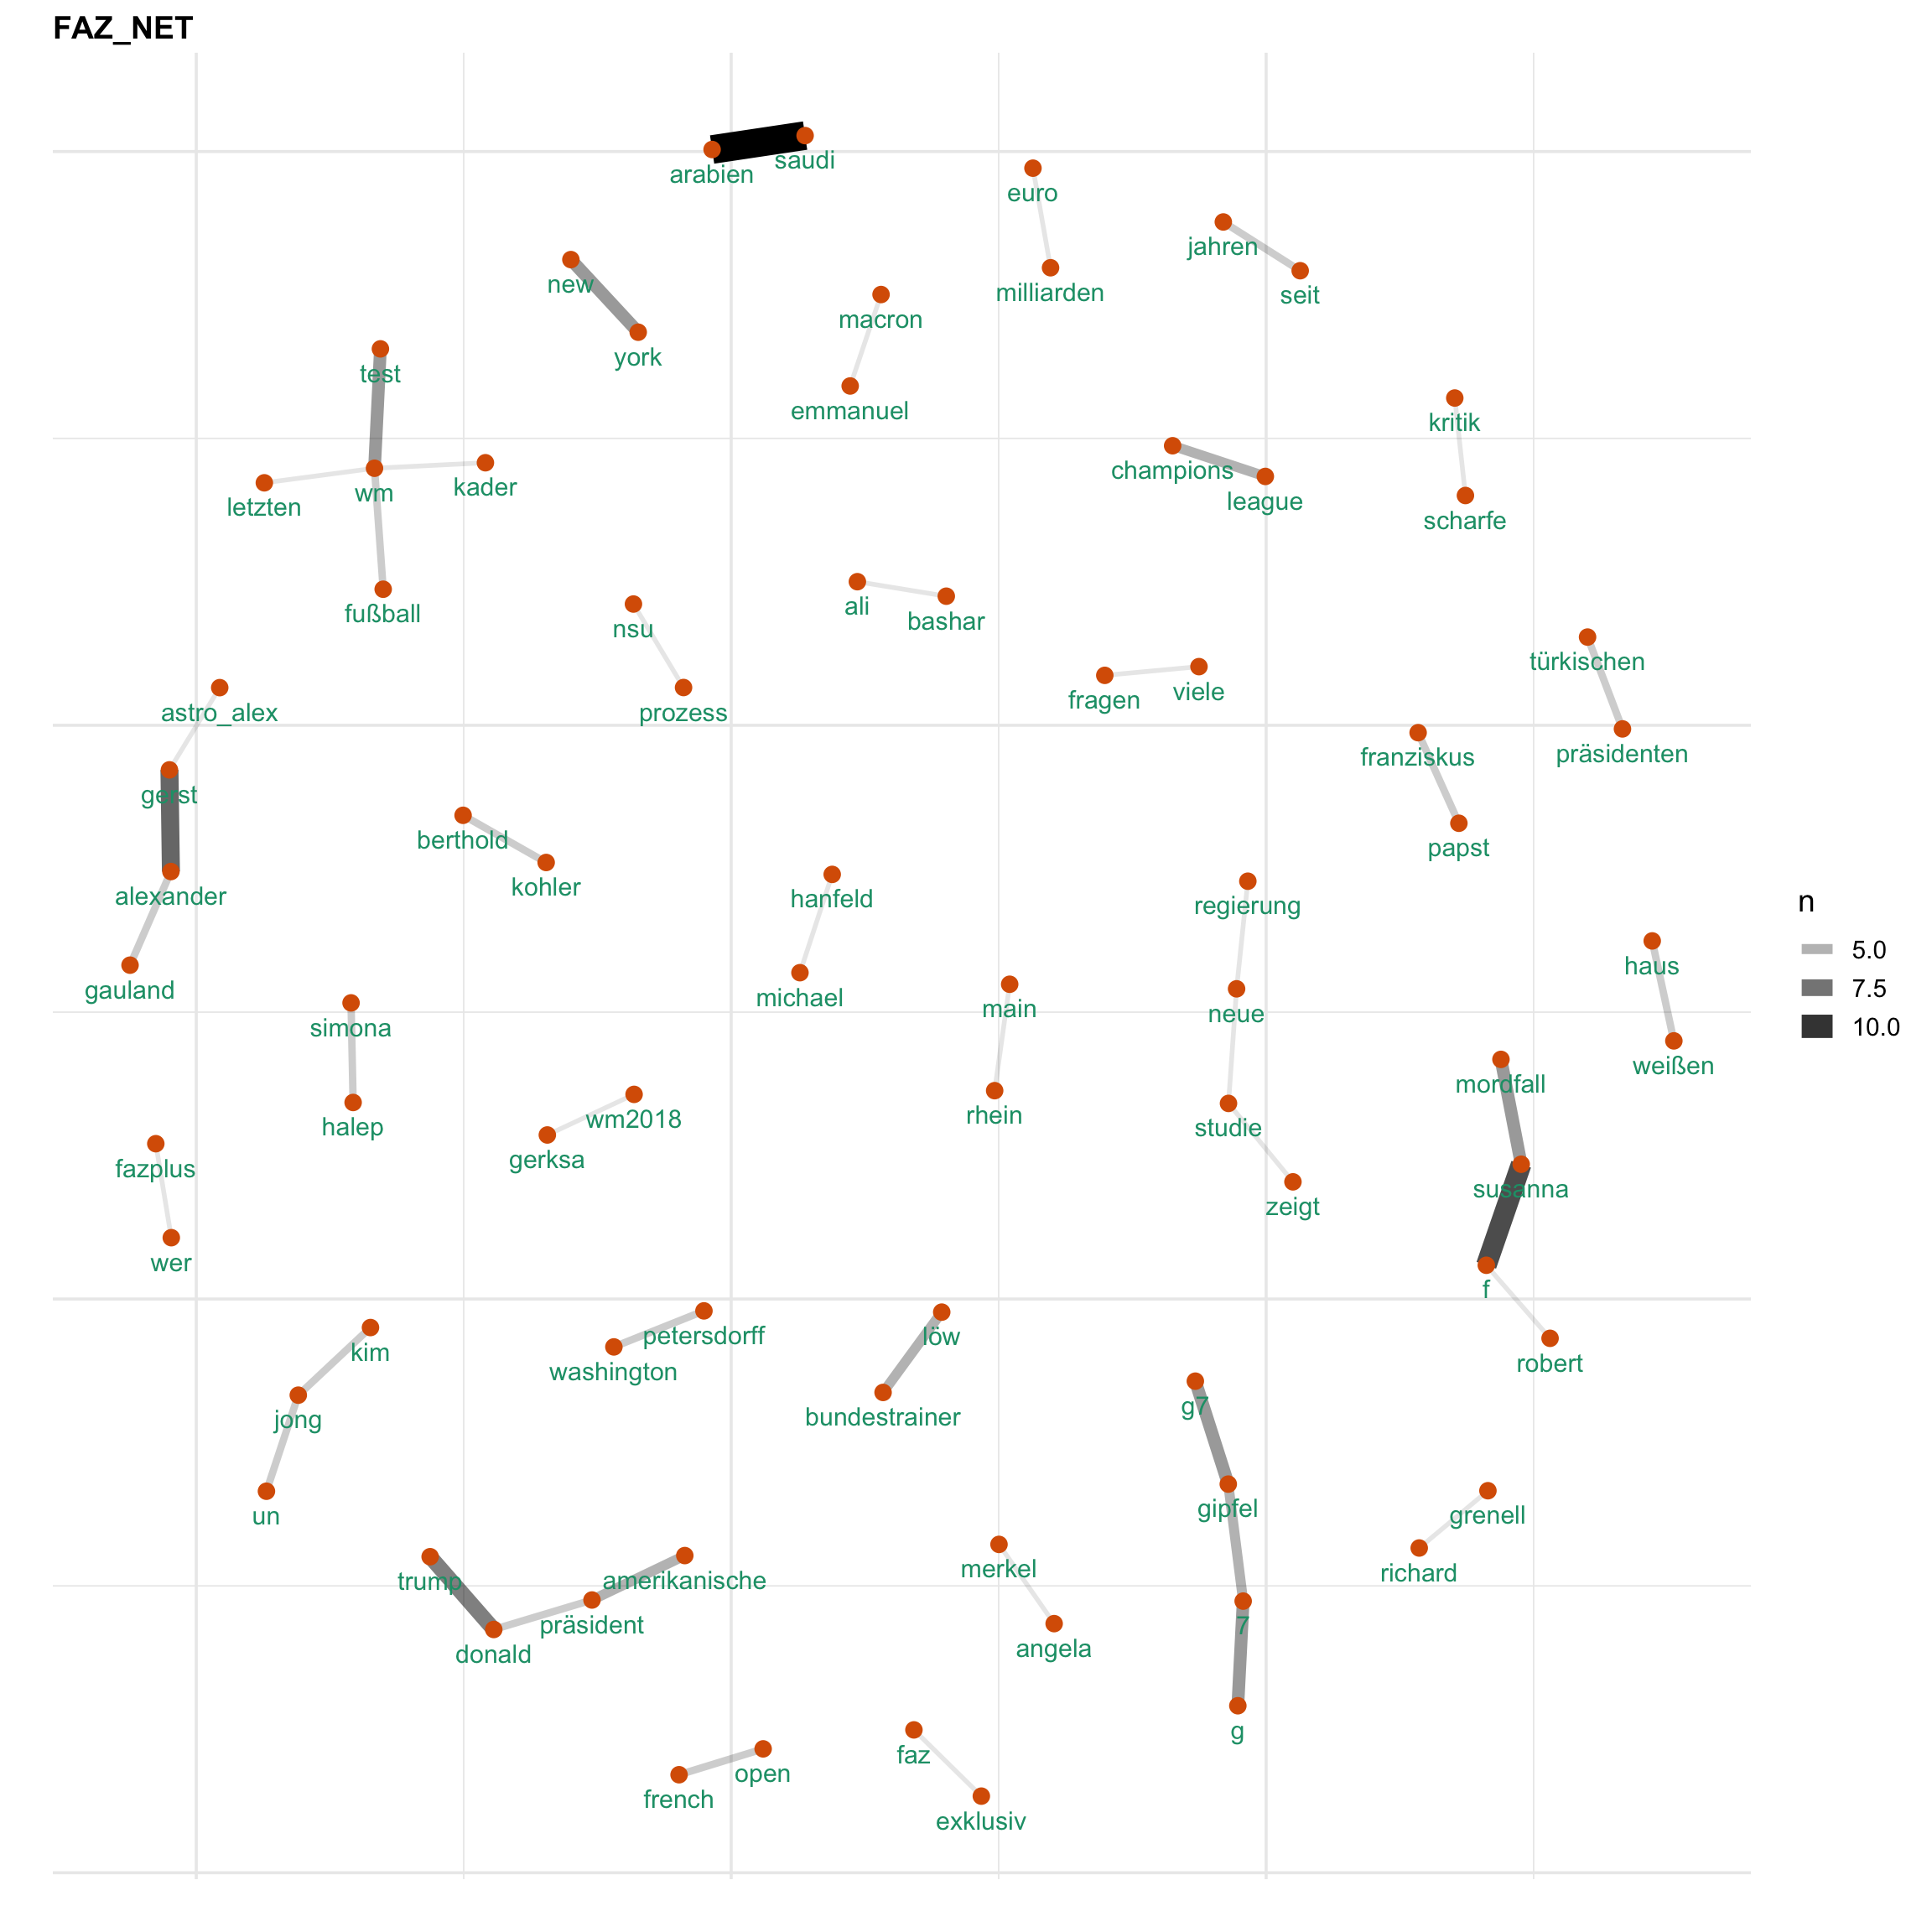 FAZ_NET
saudi
arabien
euro
jahren
new
milliarden
seit
macron
york
test
emmanuel
kritik
champions
kader
wm
league
letzten
scharfe
ali
fußball
bashar
nsu
türkischen
viele
fragen
astro_alex
prozess
präsidenten
franziskus
gerst
berthold
papst
kohler
alexander
hanfeld
regierung
n
5.0
7.5
10.0
haus
gauland
michael
main
neue
simona
weißen
mordfall
rhein
wm2018
halep
studie
gerksa
fazplus
susanna
zeigt
wer
f
petersdorff
löw
kim
robert
washington
g7
bundestrainer
jong
gipfel
grenell
un
merkel
richard
amerikanische
trump
präsident
7
angela
donald
g
faz
open
french
exklusiv